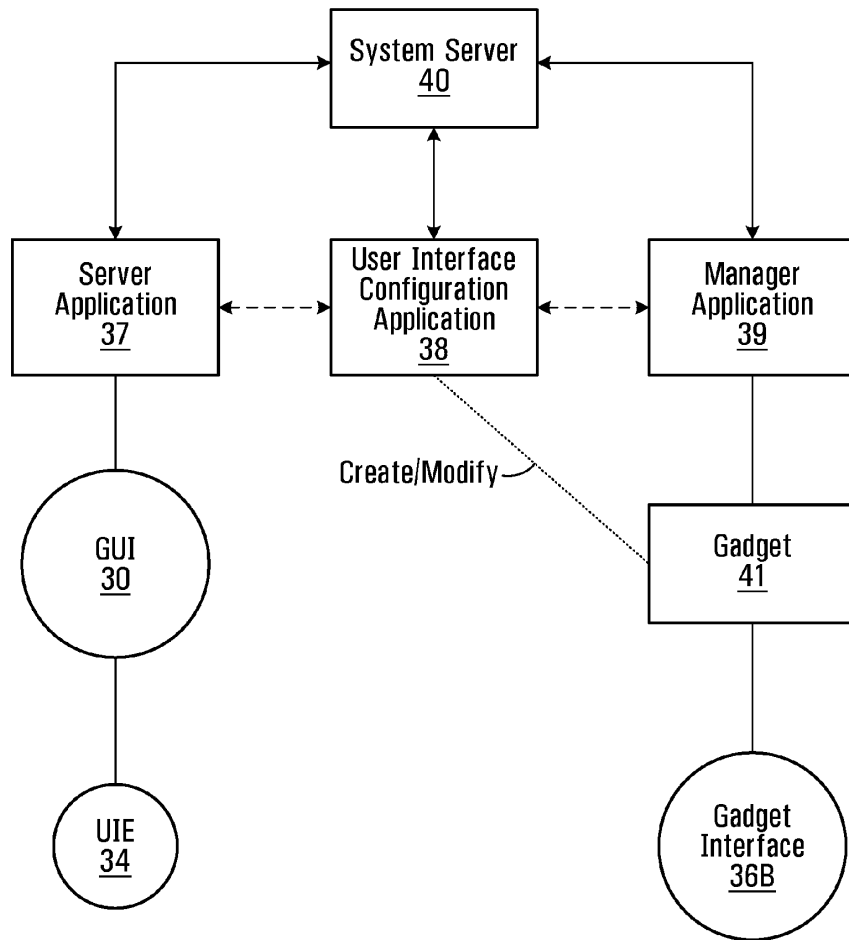 System Server
40
Server
Application
37
User Interface
Configuration
Application
38
Manager
Application
39
Create/Modify
GUI
30
Gadget
41
UIE
34
Gadget
Interface
36B